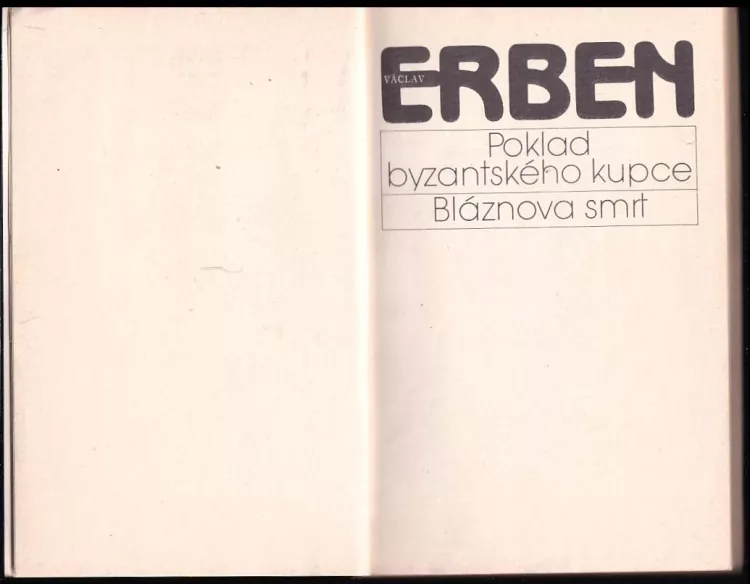 VÁCLAV
ERBEN
Poklad
byzantského kupce
Bláznova smrt